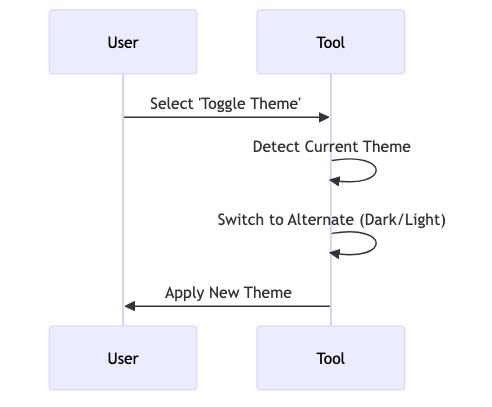 User
Tool
Select 'Toggle Theme'
Detect Current Theme
Switch to Alternate (Dark/Light)
Apply New Theme
User
Tool